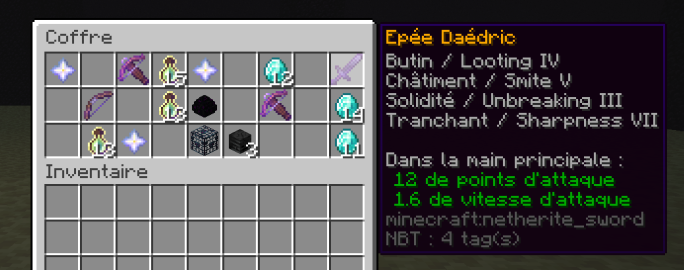 Coffre
Inventaire
Epée Daédric
Butin / Looting IV
Châtiment / Smite V
Solidité / Unbreaking III
Tranchant / Sharpness VII
Dans la main principale :
12 de points d'attaque
1.6 de vitesse d'attaque
minecraft:netherite_sword
NBT : 4 tag(s)